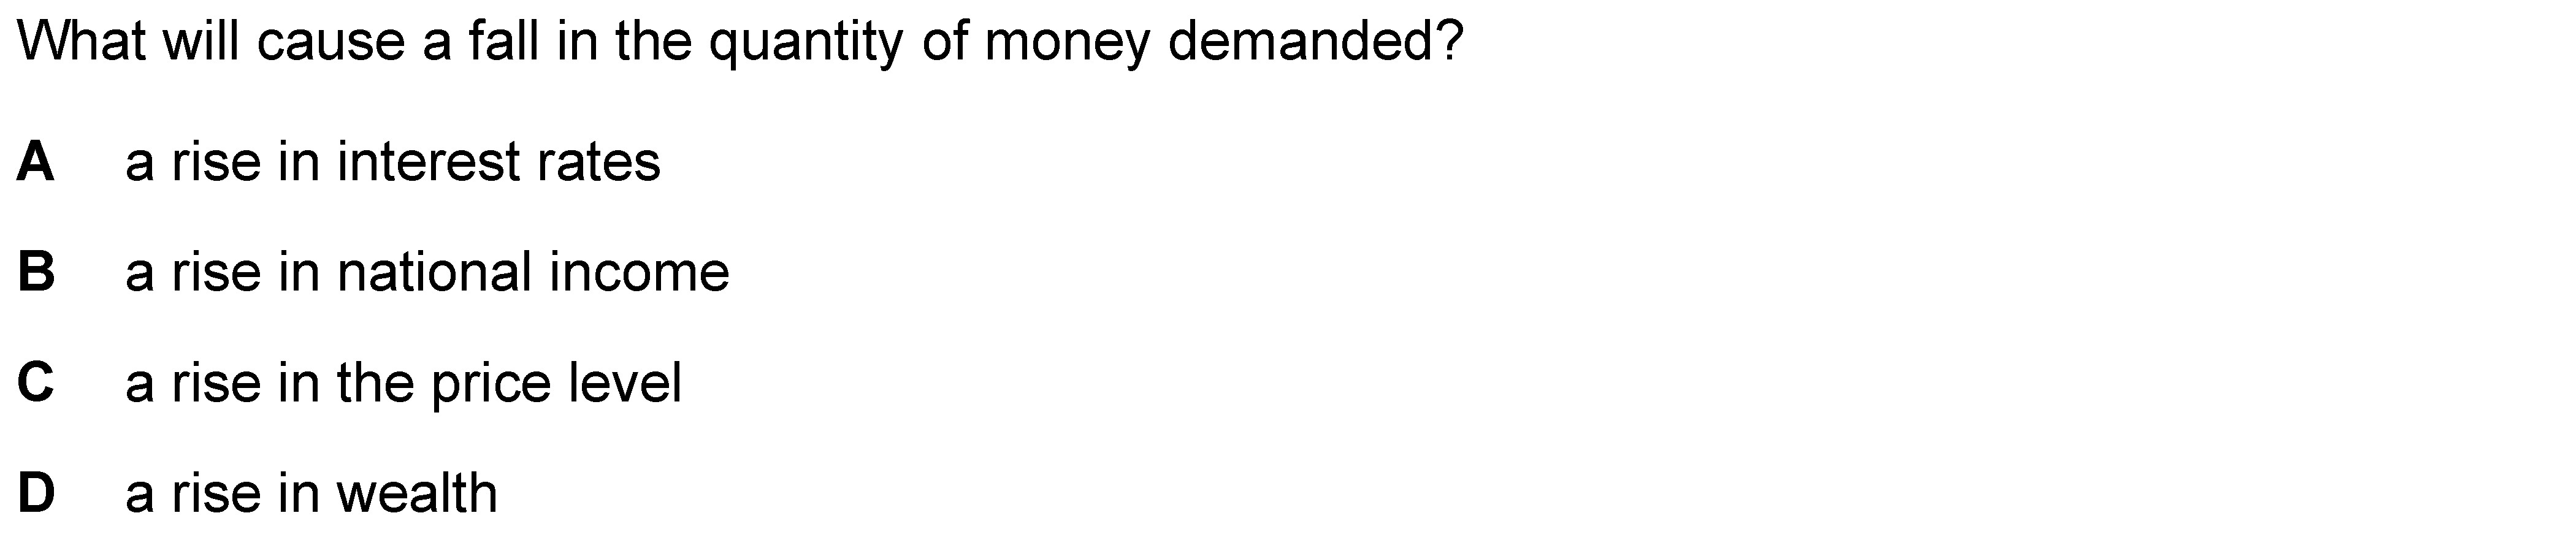 What will cause a fall in the quantity of money demanded?
A a rise in interest rates
B a rise in national income
C a rise in the price level
D a rise in wealth